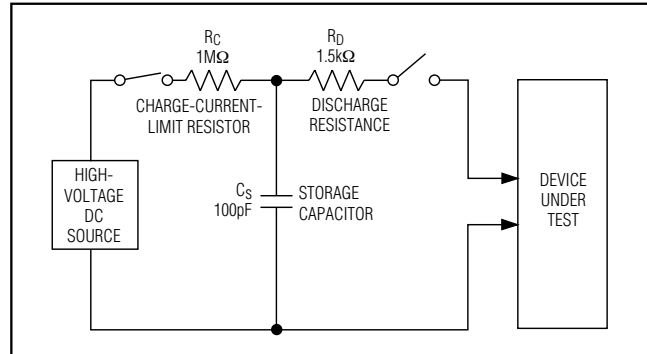 RC
1MΩ
CHARGE-CURRENT-
LIMIT RESISTOR
RD
1.5kΩ
DISCHARGE
RESISTANCE
HIGH-
VOLTAGE
DC
SOURCE
CS
100pF
STORAGE
CAPACITOR
DEVICE
UNDER
TEST